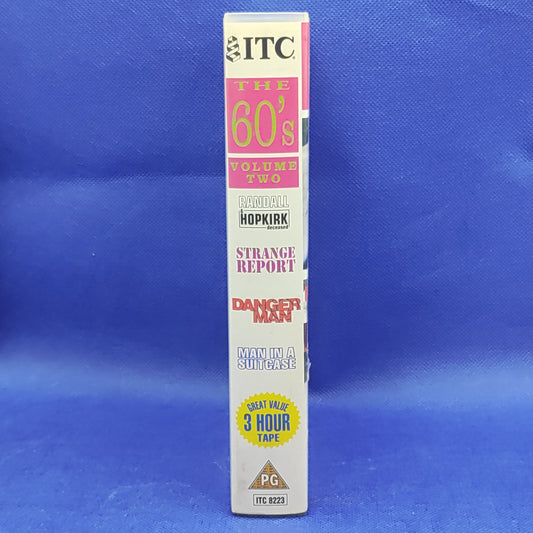 ITC
THE
60's
VOLUME
TWO
RANDALL
& HOPKIRK
deceased
STRANGE
REPORT
DANGER
MAN
MAN IN A
SUITCASE
GREAT VALUE
3 HOUR
TAPE
PG
ITC 8223